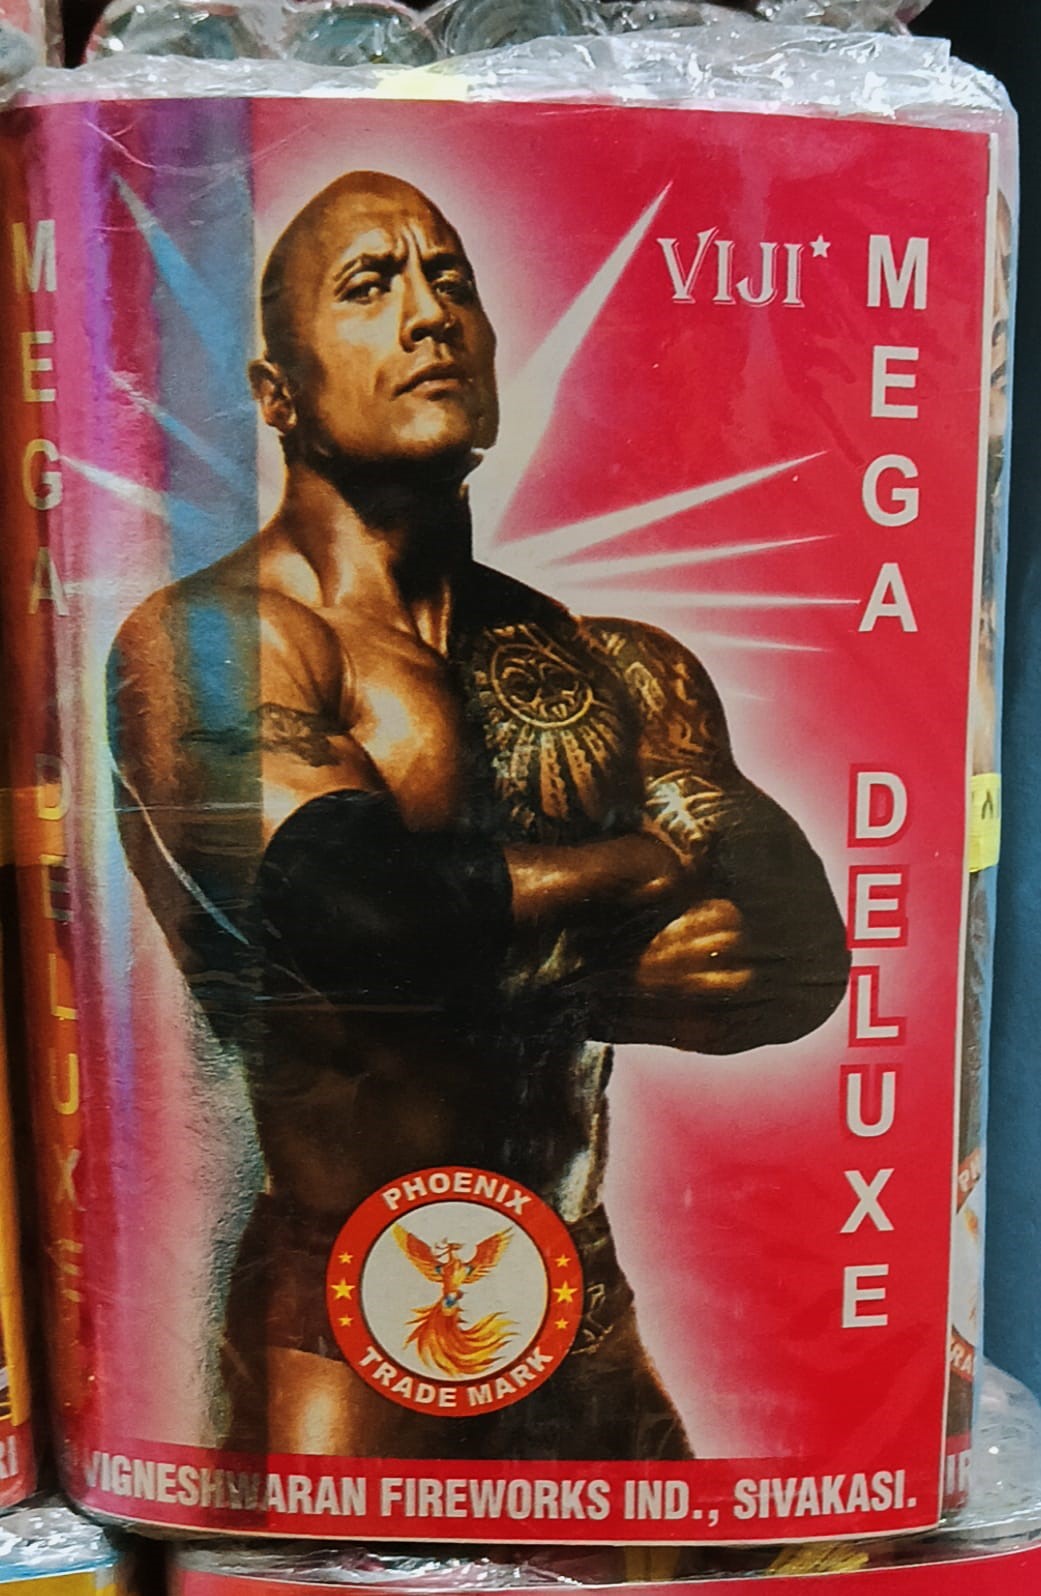 VIJI
MEGA DELUXE
MEGA DELUXE
PHOENIX
TRADE MARK
VIGNESHWARAN FIREWORKS IND., SIVAKASI.